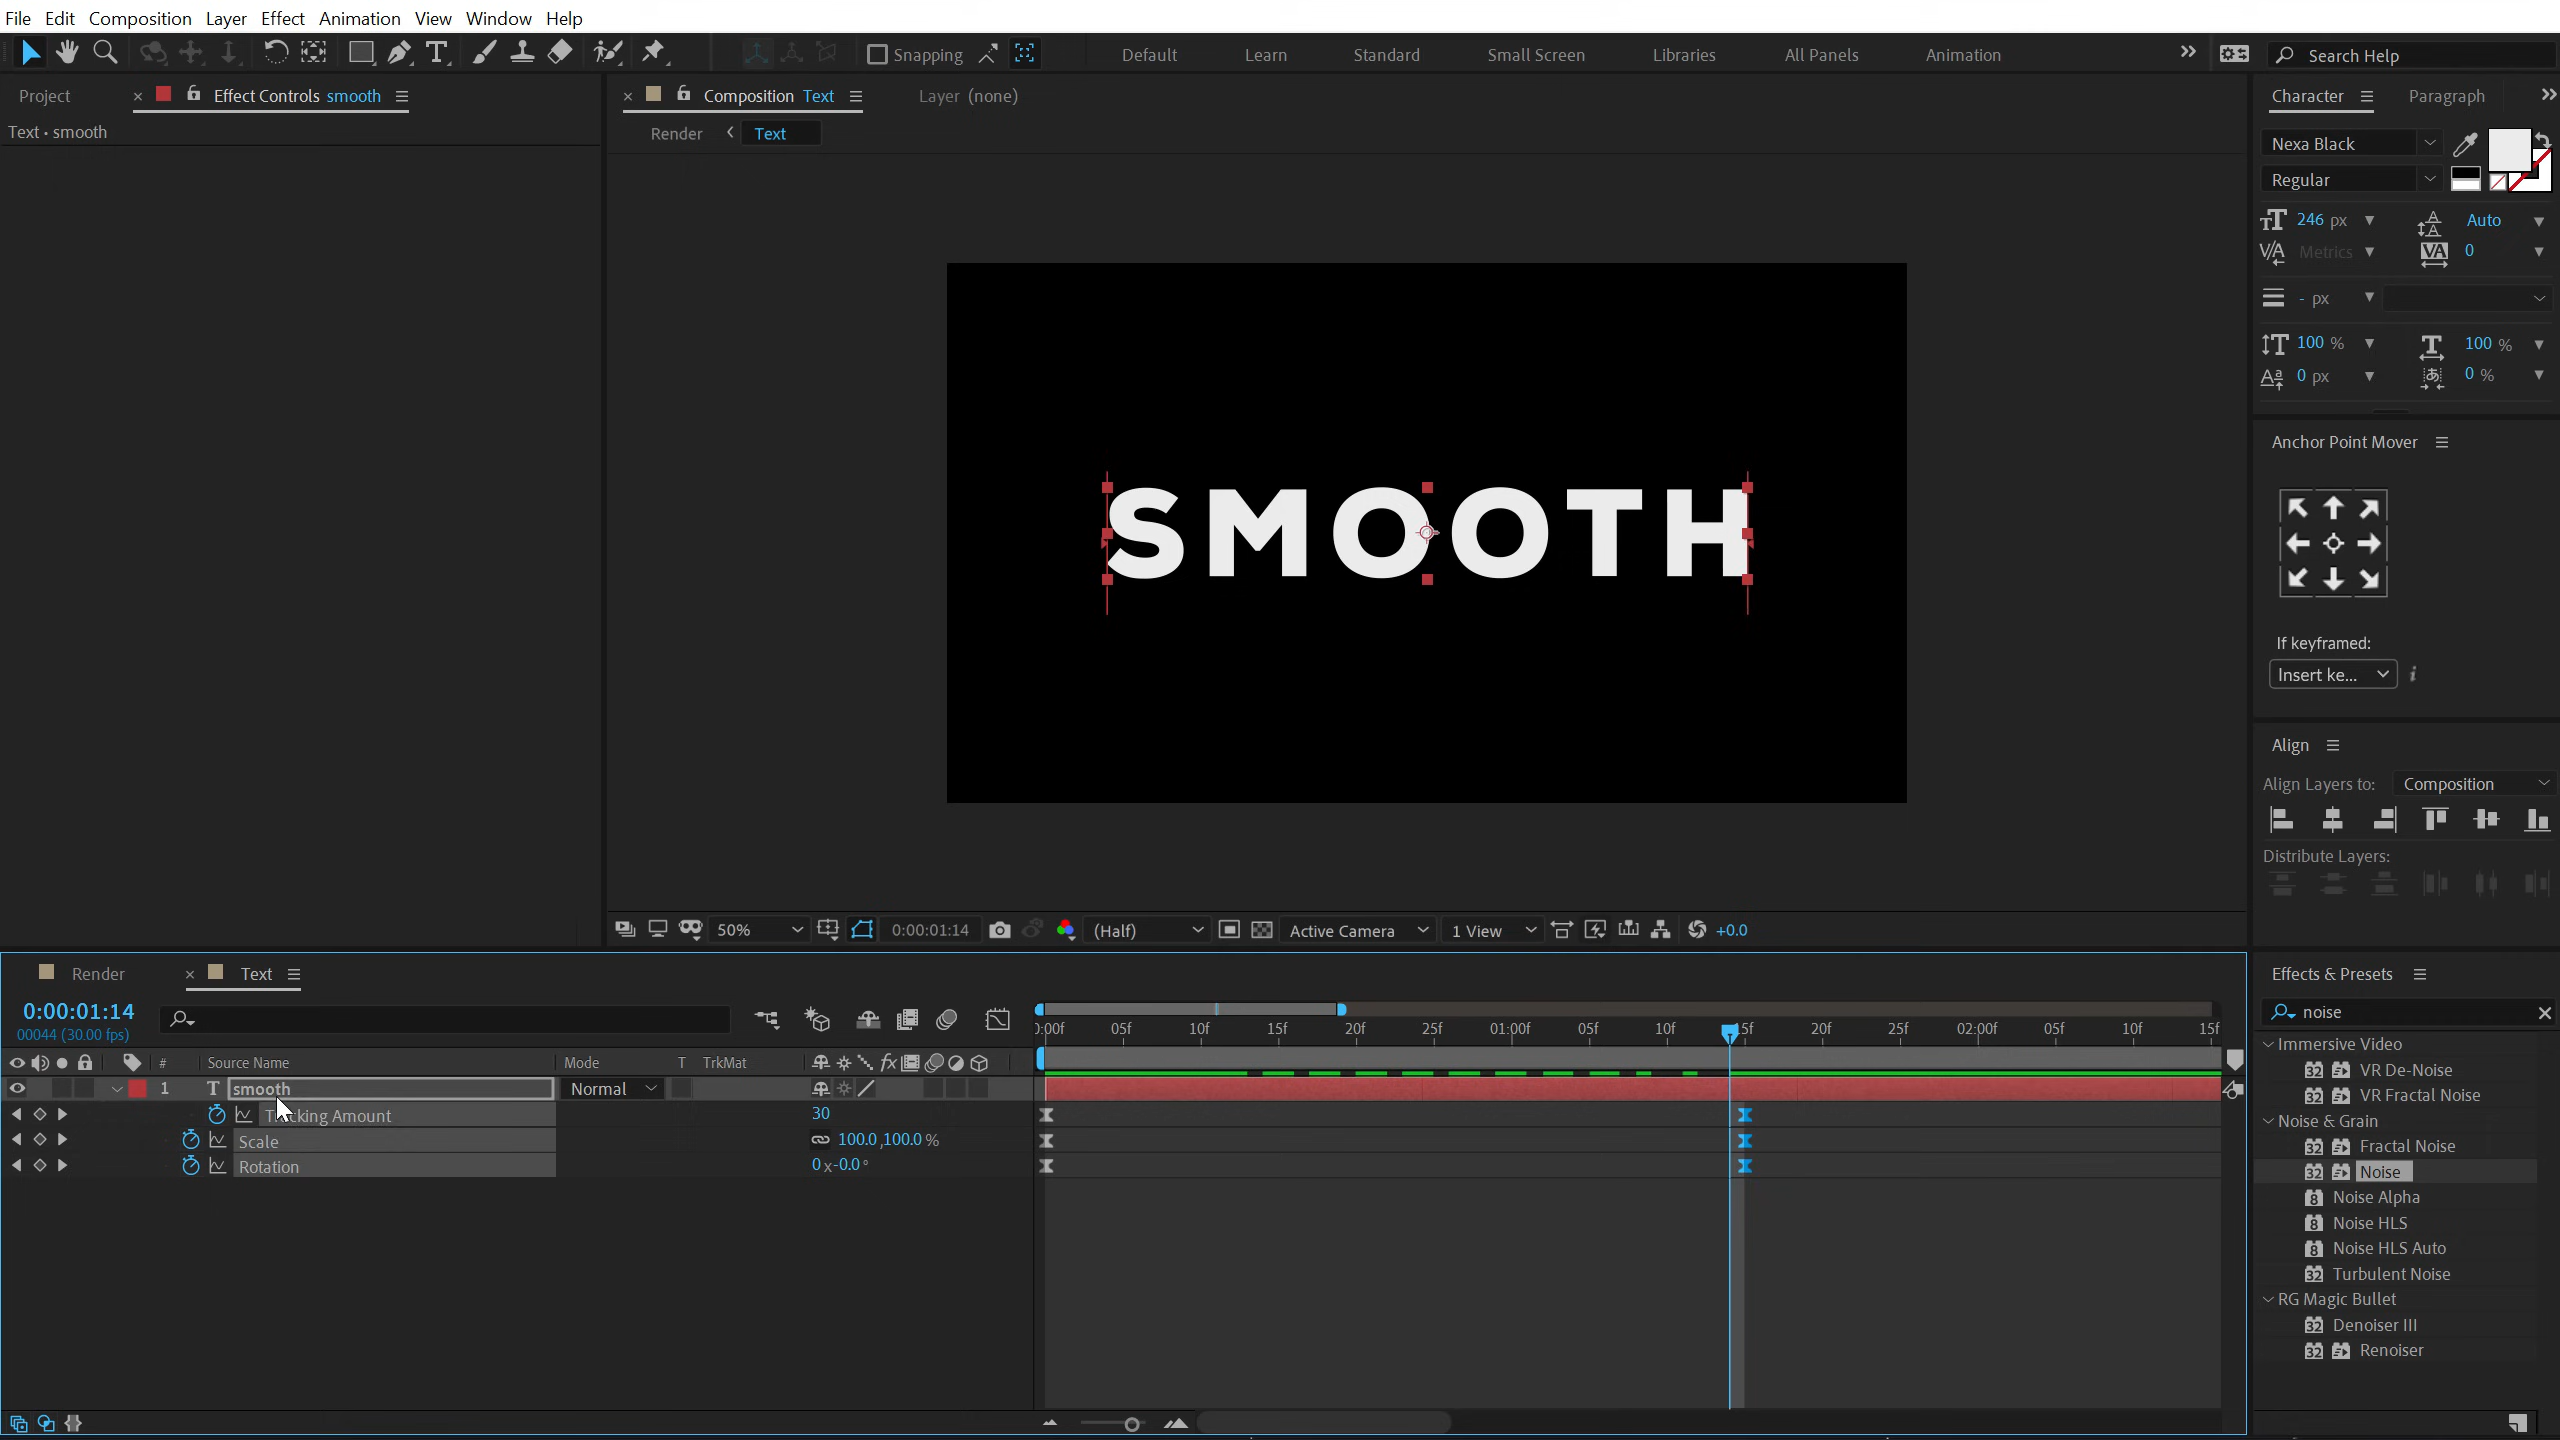 File Edit Composition Layer Effect Animation View Window Help
Snapping Default Learn Standard Small Screen Libraries All Panels Animation Search Help
Project Effect Controls smooth
Composition Text Layer (none)
Character Paragraph
Text • smooth
Render Text
Nexa Black
Regular
246 px Auto
Metrics 0
- px
100 % 100 %
0 px 0 %
Anchor Point Mover
SMOOTH
If keyframed:
Insert ke...
Align
Align Layers to: Composition
Distribute Layers:
50% 0:00:01:14 (Half) Active Camera 1 View +0.0
Render Text
Effects & Presets
0:00:01:14
00044 (30.00 fps)
noise
0:00f 05f 10f 15f 20f 25f 01:00f 05f 10f 15f 20f 25f 02:00f 05f 10f 15f
# Source Name Mode T TrkMat
1 smooth Normal
Tracking Amount 30
Scale 100.0,100.0 %
Rotation 0 x-0.0 °
Immersive Video
VR De-Noise
VR Fractal Noise
Noise & Grain
Fractal Noise
Noise
Noise Alpha
Noise HLS
Noise HLS Auto
Turbulent Noise
RG Magic Bullet
Denoiser III
Renoiser